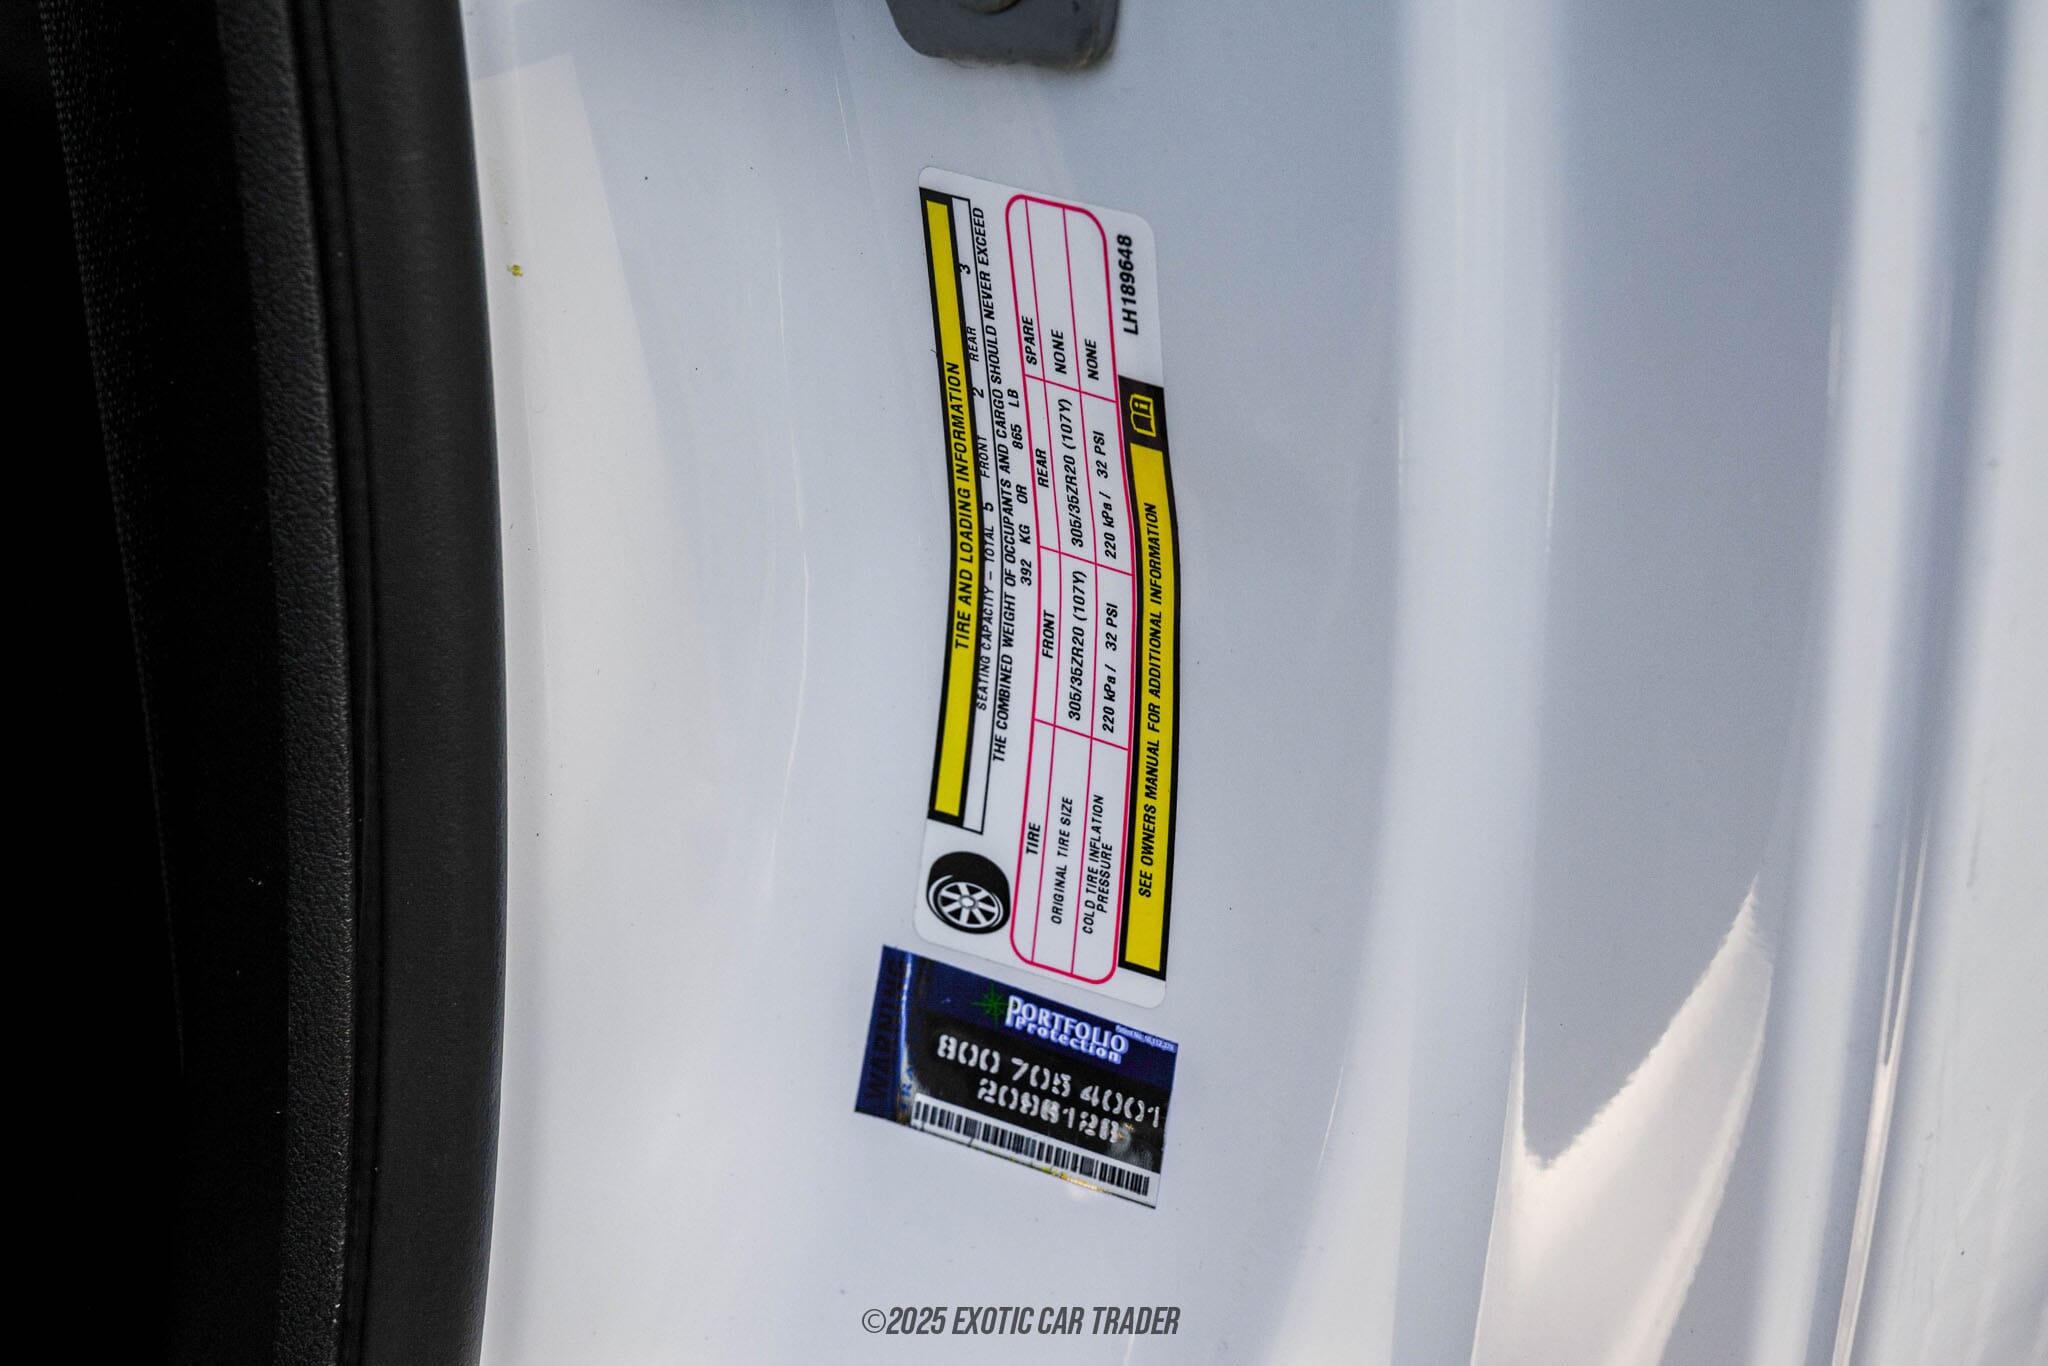 TIRE AND LOADING INFORMATION
SEATING CAPACITY – TOTAL 5 FRONT 2 REAR 3
THE COMBINED WEIGHT OF OCCUPANTS AND CARGO SHOULD NEVER EXCEED
392 KG OR 865 LB
TIRE FRONT REAR SPARE
ORIGINAL TIRE SIZE 305/35ZR20 (107Y) 305/35ZR20 (107Y) NONE
COLD TIRE INFLATION PRESSURE 220 kPa / 32 PSI 220 kPa / 32 PSI NONE
SEE OWNERS MANUAL FOR ADDITIONAL INFORMATION
LH189648
WARNING
PORTFOLIO
Protection
800 705 4001
©2025 EXOTIC CAR TRADER